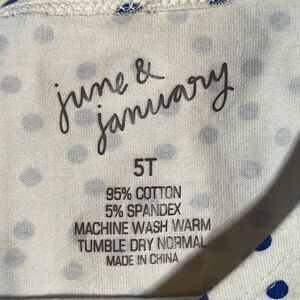 june &
january
5T
95% COTTON
5% SPANDEX
MACHINE WASH WARM
TUMBLE DRY NORMAL
MADE IN CHINA